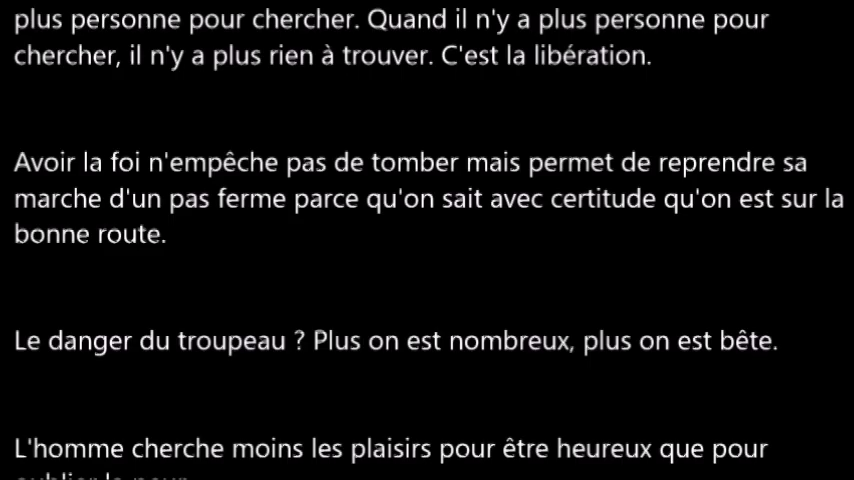 plus personne pour chercher. Quand il n'y a plus personne pour
chercher, il n'y a plus rien à trouver. C'est la libération.
Avoir la foi n'empêche pas de tomber mais permet de reprendre sa
marche d'un pas ferme parce qu'on sait avec certitude qu'on est sur la
bonne route.
Le danger du troupeau ? Plus on est nombreux, plus on est bête.
L'homme cherche moins les plaisirs pour être heureux que pour